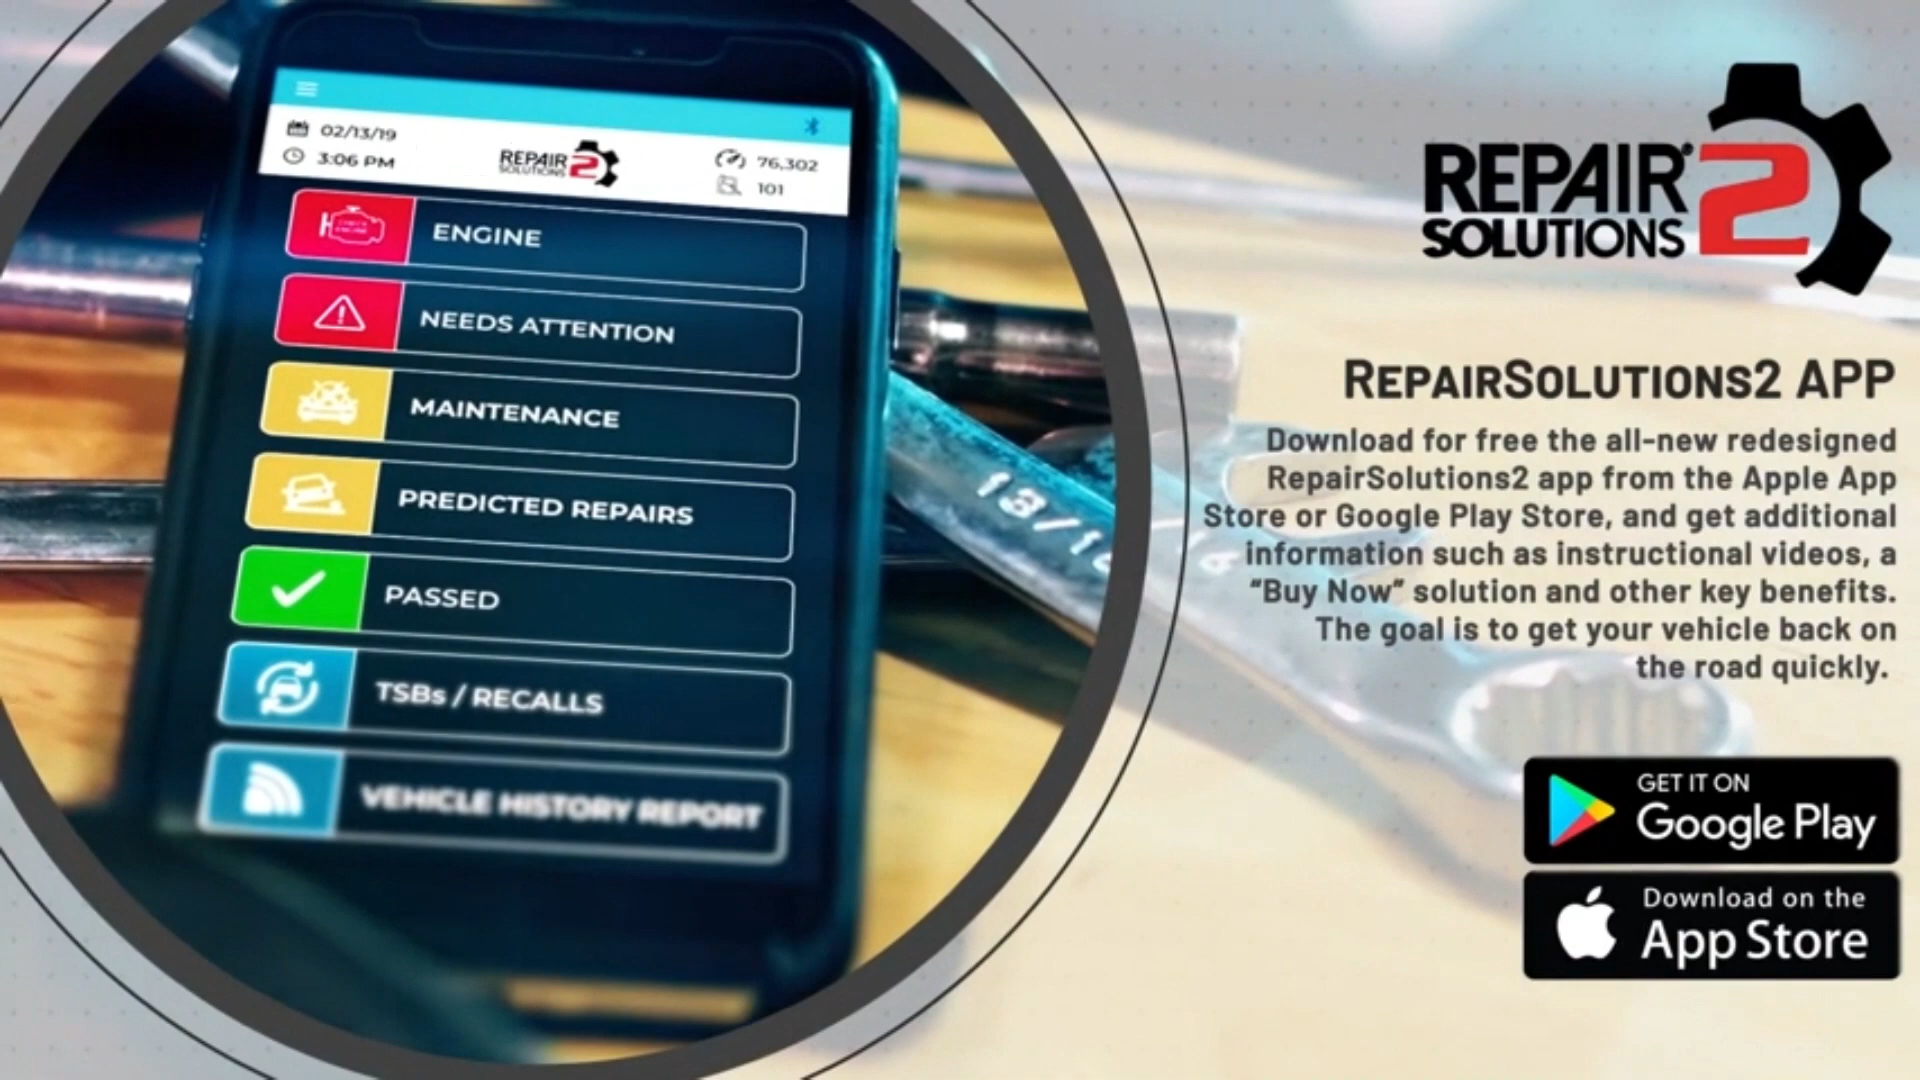 02/13/19
3:06 PM
REPAIR
SOLUTIONS 2
76,302
101
ENGINE
NEEDS ATTENTION
MAINTENANCE
PREDICTED REPAIRS
PASSED
TSBs / RECALLS
VEHICLE HISTORY REPORT
REPAIR
SOLUTIONS 2
REPAIRSOLUTIONS2 APP
Download for free the all-new redesigned
RepairSolutions2 app from the Apple App
Store or Google Play Store, and get additional
information such as instructional videos, a
“Buy Now” solution and other key benefits.
The goal is to get your vehicle back on
the road quickly.
GET IT ON
Google Play
Download on the
App Store